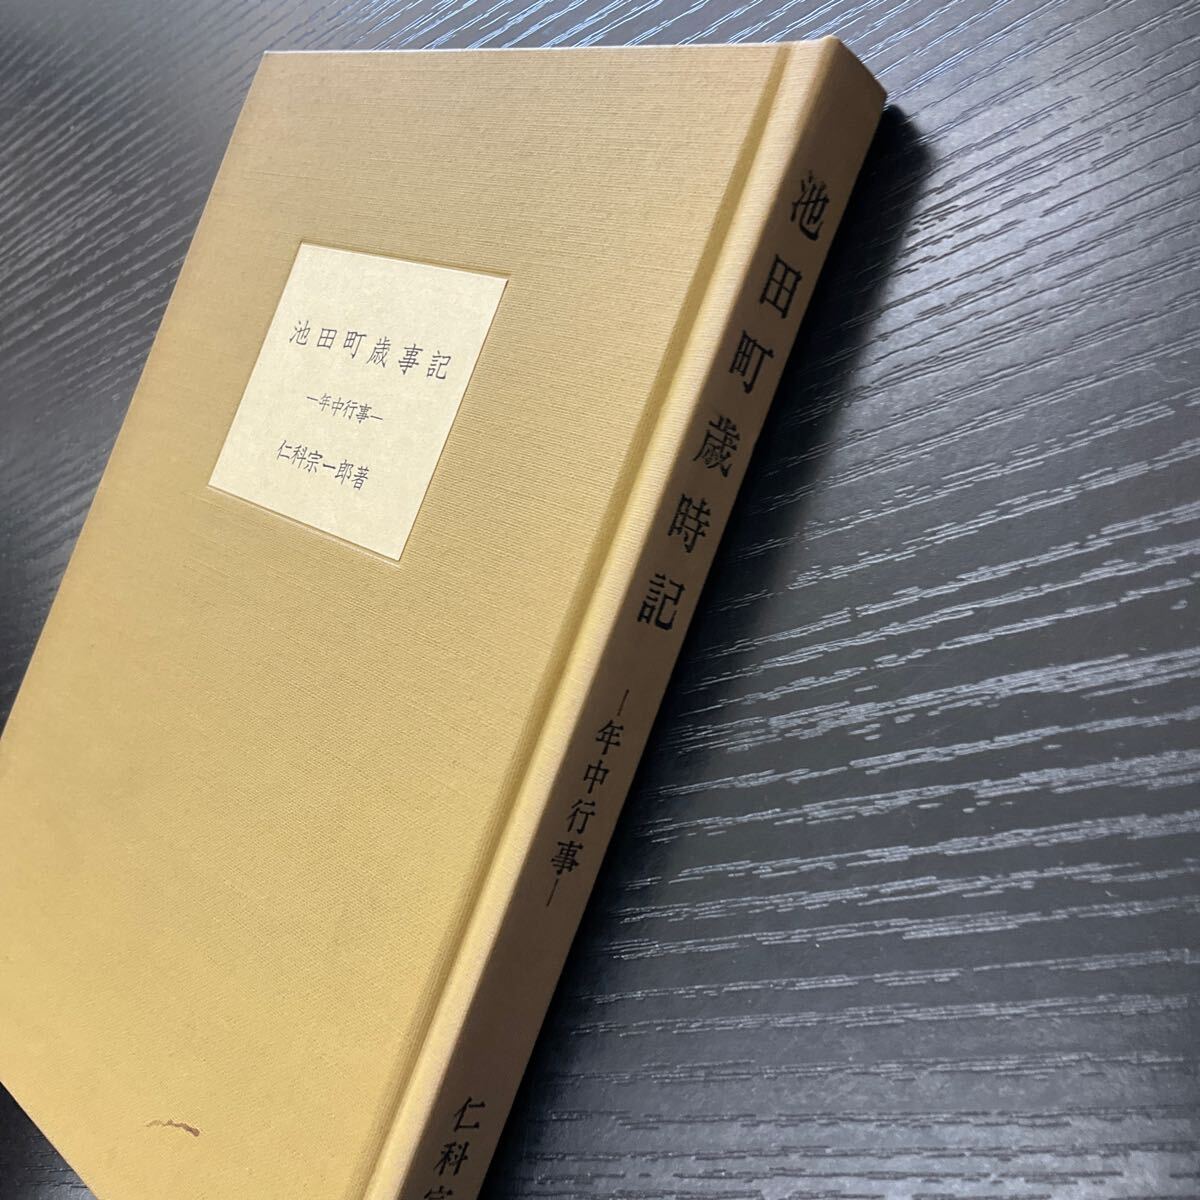 池田町歳事記
—年中行事—
仁科宗一郎著
池田町歳時記
—年中行事—
仁科宗